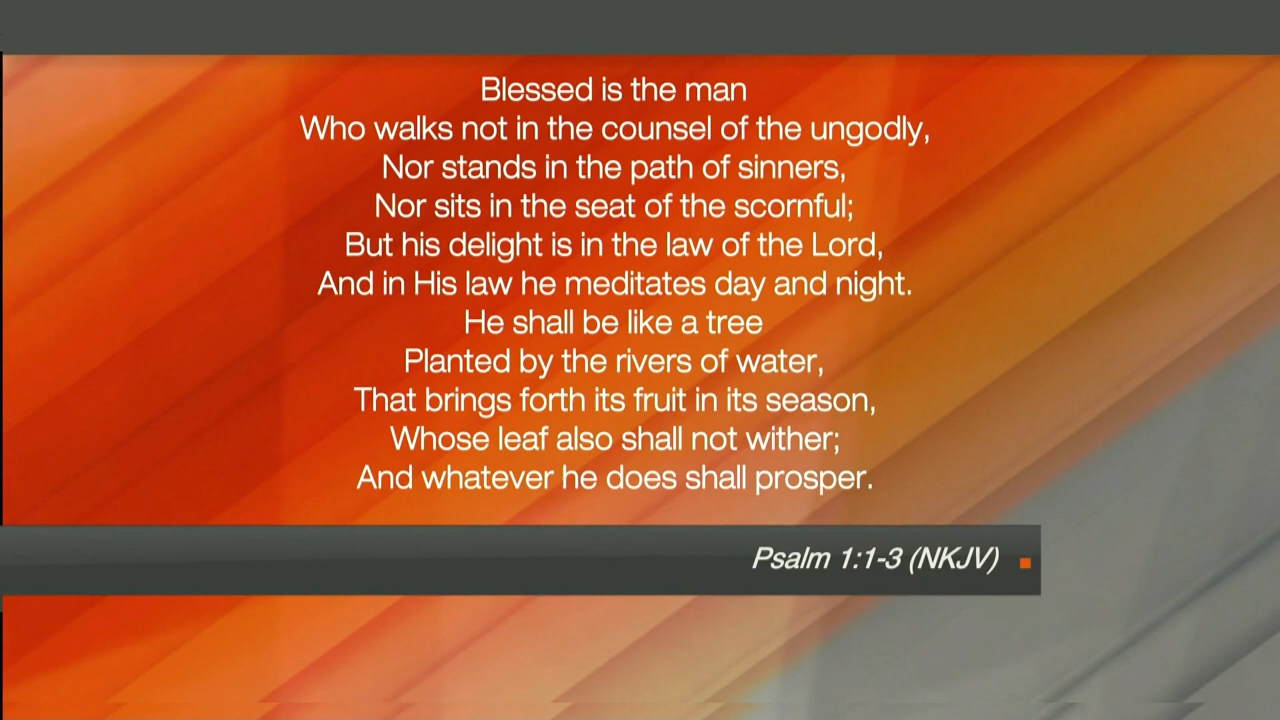 Blessed is the man
Who walks not in the counsel of the ungodly,
Nor stands in the path of sinners,
Nor sits in the seat of the scornful;
But his delight is in the law of the Lord,
And in His law he meditates day and night.
He shall be like a tree
Planted by the rivers of water,
That brings forth its fruit in its season,
Whose leaf also shall not wither;
And whatever he does shall prosper.
Psalm 1:1-3 (NKJV)